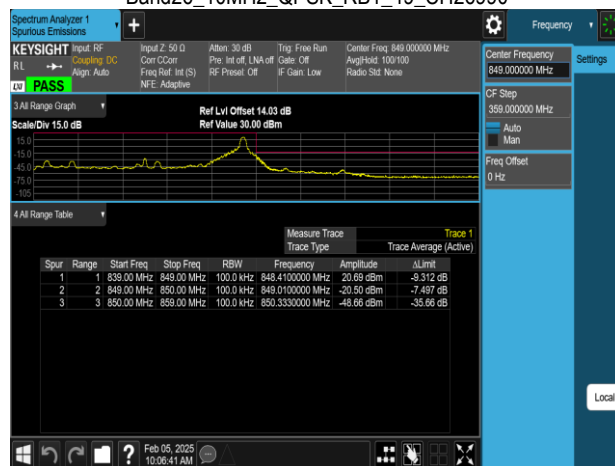 Spectrum Analyzer 1
Spurious Emissions
+
Frequency
KEYSIGHT
RL
LXI PASS
Input: RF
Coupling: DC
Align: Auto
Input Z: 50 Ω
Corr CCorr
Freq Ref: Int (S)
NFE: Adaptive
Atten: 30 dB
Pre: Int off, LNA off
RF Presel: Off
Trig: Free Run
Gate: Off
IF Gain: Low
Center Freq: 849.000000 MHz
Avg|Hold: 100/100
Radio Std: None
Center Frequency
849.000000 MHz
Settings
CF Step
359.000000 MHz
Auto
Man
Freq Offset
0 Hz
3 All Range Graph
Scale/Div 15.0 dB
Ref Lvl Offset 14.03 dB
Ref Value 30.00 dBm
15.0
-15.0
-45.0
-75.0
-105
4 All Range Table
Measure Trace Trace 1
Trace Type Trace Average (Active)
Spur Range Start Freq Stop Freq RBW Frequency Amplitude ΔLimit
1 1 839.00 MHz 849.00 MHz 100.0 kHz 848.4100000 MHz 20.69 dBm -9.312 dB
2 2 849.00 MHz 850.00 MHz 100.0 kHz 849.0100000 MHz -20.50 dBm -7.497 dB
3 3 850.00 MHz 859.00 MHz 100.0 kHz 850.3330000 MHz -48.66 dBm -35.66 dB
Local
?
Feb 05, 2025
10:06:41 AM